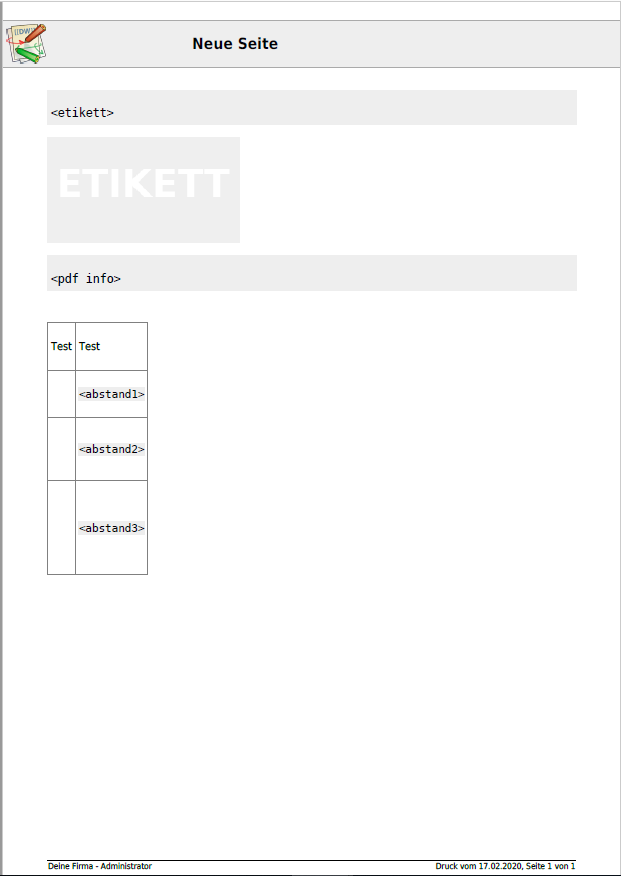 Neue Seite
<etikett>
ETIKETT
<pdf info>
Test Test
<abstand1>
<abstand2>
<abstand3>
Deine Firma - Administrator Druck vom 17.02.2020, Seite 1 von 1